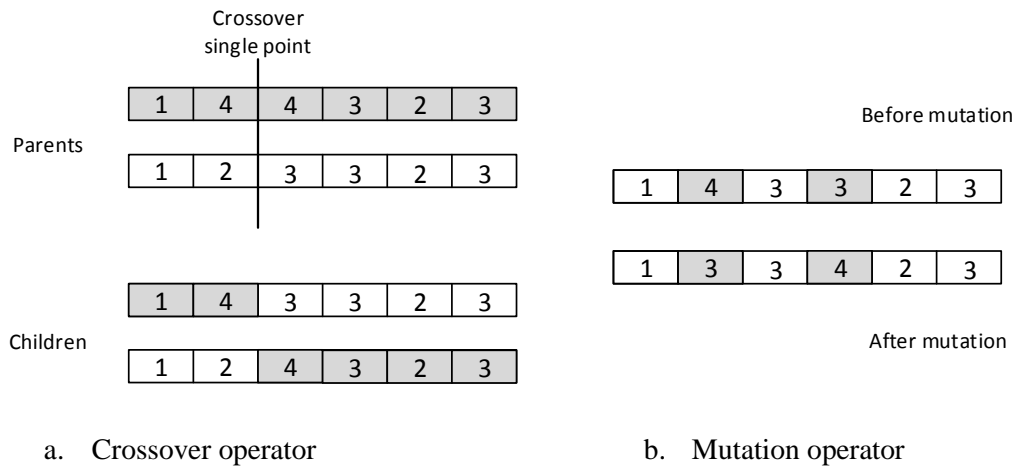 Crossover
single point
1 4 4 3 2 3
Parents
1 2 3 3 2 3
1 4 3 3 2 3
Children
1 2 4 3 2 3
a. Crossover operator
Before mutation
1 4 3 3 2 3
1 3 3 4 2 3
After mutation
b. Mutation operator